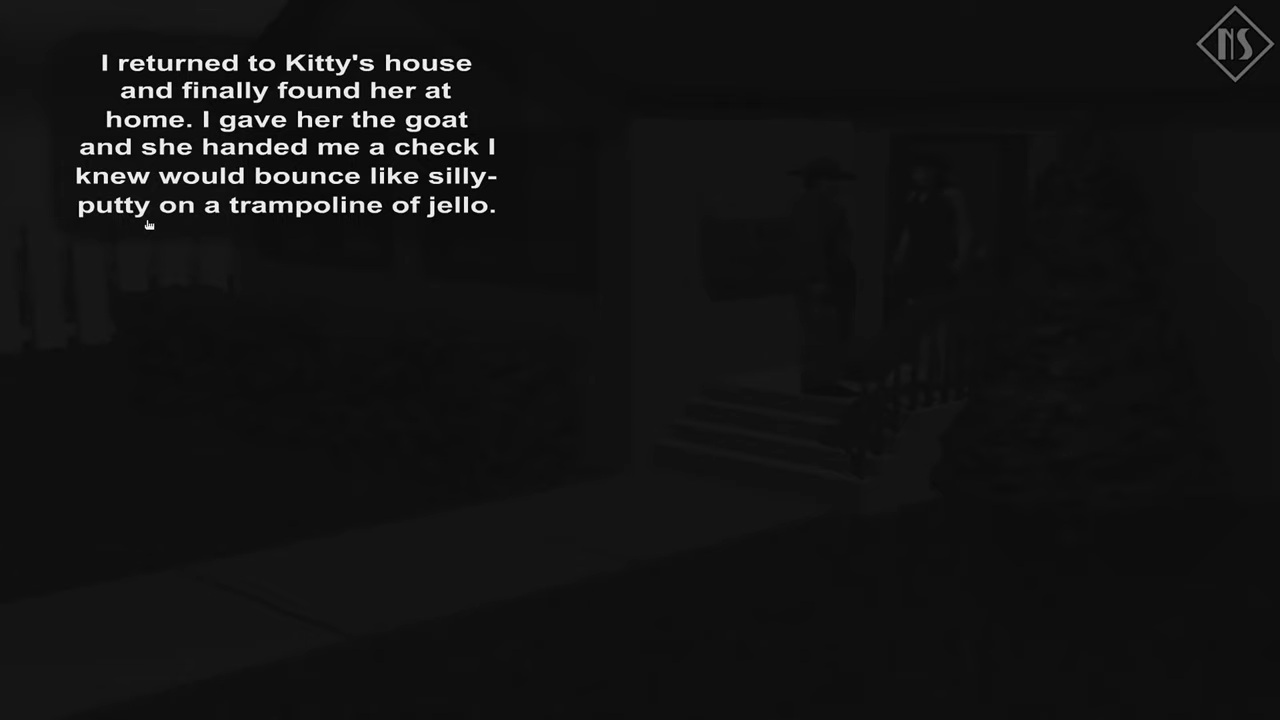 NS
I returned to Kitty's house
and finally found her at
home. I gave her the goat
and she handed me a check I
knew would bounce like silly-
putty on a trampoline of jello.